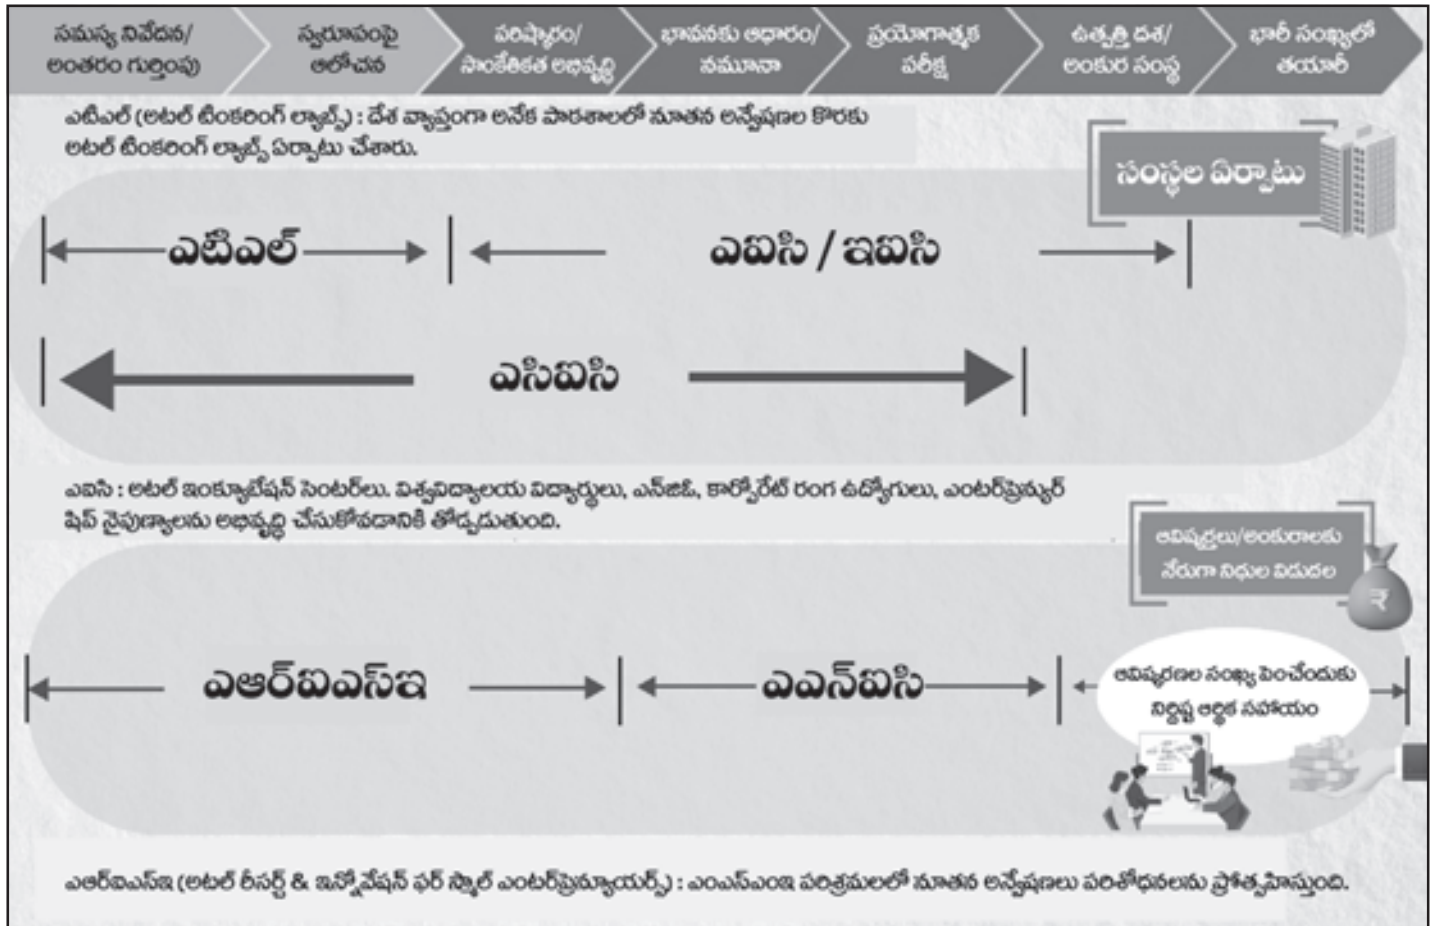 సమస్య నివేదన/
అంతరం గుర్తింపు
స్వరూపంపై
ఆలోచన
పరిష్కారం/
సాంకేతికత అభివృద్ధి
భావనకు ఆధారం/
నమూనా
ప్రయోగాత్మక
పరీక్ష
ఉత్పత్తి దశ/
అంకుర సంస్థ
భారీ సంఖ్యలో
తయారీ
ఎటిఎల్ (అటల్ టింకరింగ్ ల్యాబ్స్) : దేశ వ్యాప్తంగా అనేక పాఠశాలలో నూతన అన్వేషణల కొరకు
అటల్ టింకరింగ్ ల్యాబ్స్ ఏర్పాటు చేశారు.
సంస్థల ఏర్పాటు
ఎటిఎల్
ఎఐసి / ఇఐసి
ఎసిఐసి
ఎఐసి : అటల్ ఇంక్యూబేషన్ సెంటర్‌లు. విశ్వవిద్యాలయ విద్యార్థులు, ఎన్‌జిఓ, కార్పోరేట్ రంగ ఉద్యోగులు, ఎంటర్‌ప్రెన్యుర్
షిప్ నైపుణ్యాలను అభివృద్ధి చేసుకోవడానికి తోడ్పడుతుంది.
ఆవిష్కర్తలు/అంకురాలకు
నేరుగా నిధుల విడుదల
₹
ఎఆర్ఐఎస్ఇ
ఎఎన్ఐసి
ఆవిష్కరణల సంఖ్య పెంచేందుకు
నిర్దిష్ట ఆర్థిక సహాయం
ఎఆర్ఐఎస్ఇ (అటల్ రీసర్చ్ & ఇన్నోవేషన్ ఫర్ స్మాల్ ఎంటర్‌ప్రెన్యూయర్స్) : ఎంఎస్ఎంఇ పరిశ్రమలలో నూతన అన్వేషణలు పరిశోధనలను ప్రోత్సహిస్తుంది.